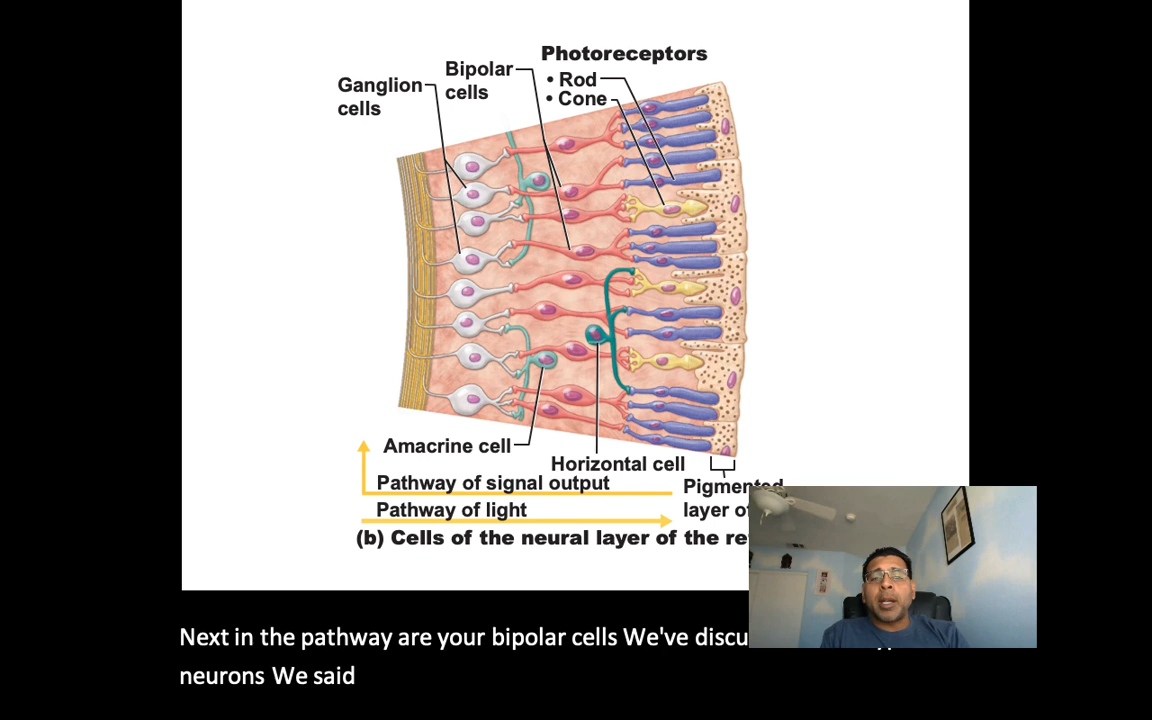 Photoreceptors
• Rod
• Cone
Bipolar
cells
Ganglion
cells
Amacrine cell
Horizontal cell
Pathway of signal output
Pigmented
layer of
Pathway of light
(b) Cells of the neural layer of the
Next in the pathway are your bipolar cells We've
neurons We said